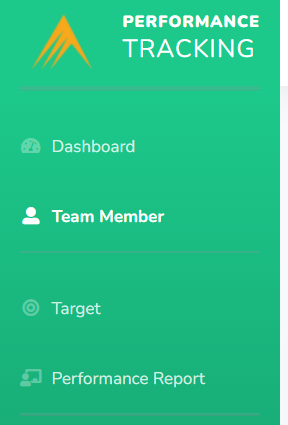 PERFORMANCE
TRACKING
Dashboard
Team Member
Target
Performance Report